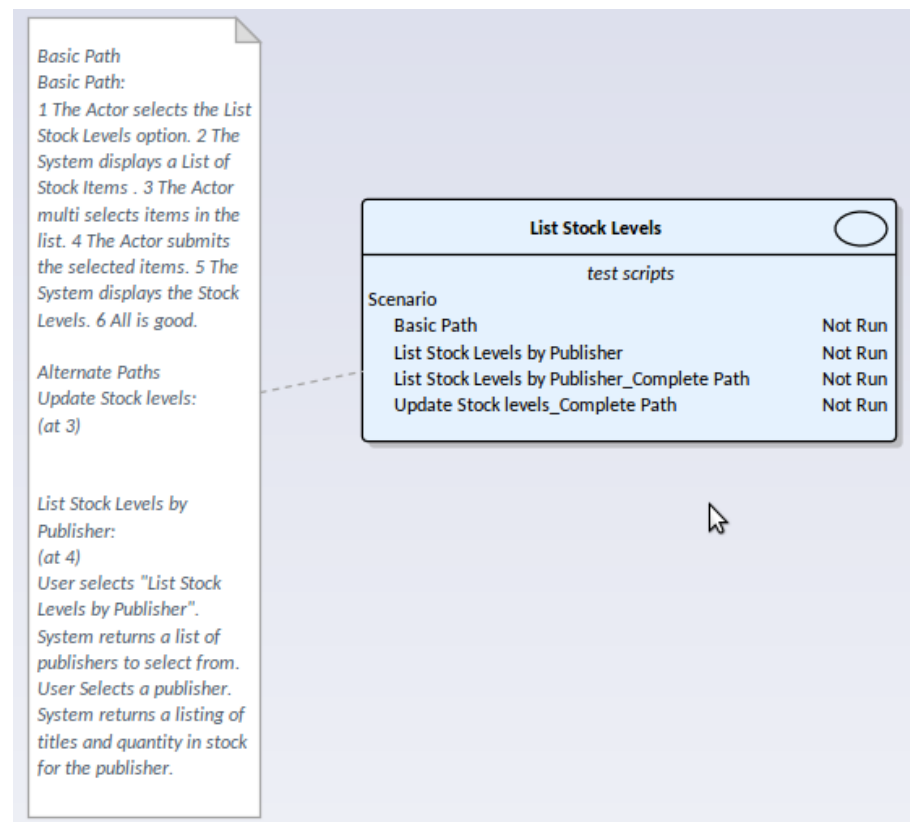 Basic Path
Basic Path:
1 The Actor selects the List
Stock Levels option. 2 The
System displays a List of
Stock Items . 3 The Actor
multi selects items in the
list. 4 The Actor submits
the selected items. 5 The
System displays the Stock
Levels. 6 All is good.
Alternate Paths
Update Stock levels:
(at 3)
List Stock Levels by
Publisher:
(at 4)
User selects "List Stock
Levels by Publisher".
System returns a list of
publishers to select from.
User Selects a publisher.
System returns a listing of
titles and quantity in stock
for the publisher.
List Stock Levels
test scripts
Scenario
Basic Path Not Run
List Stock Levels by Publisher Not Run
List Stock Levels by Publisher_Complete Path Not Run
Update Stock levels_Complete Path Not Run